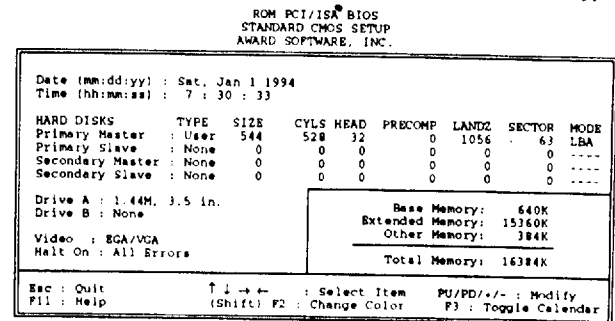 ROM PCI/ISA BIOS
STANDARD CMOS SETUP
AWARD SOFTWARE, INC.
Date (mm:dd:yy) : Sat, Jan 1 1994
Time (hh:mm:ss) : 7 : 30 : 33
HARD DISKS TYPE SIZE CYLS HEAD PRECOMP LANDZ SECTOR MODE
Primary Master : User 544 528 32 0 1056 63 LBA
Primary Slave : None 0 0 0 0 0 0 ----
Secondary Master : None 0 0 0 0 0 0 ----
Secondary Slave : None 0 0 0 0 0 0 ----
Drive A : 1.44M, 3.5 in.
Drive B : None
Video : EGA/VGA
Halt On : All Errors
Base Memory: 640K
Extended Memory: 15360K
Other Memory: 384K
Total Memory: 16384K
Esc : Quit ↑ ↓ → ← : Select Item PU/PD/+/- : Modify
F11 : Help (Shift) F2 : Change Color F3 : Toggle Calendar